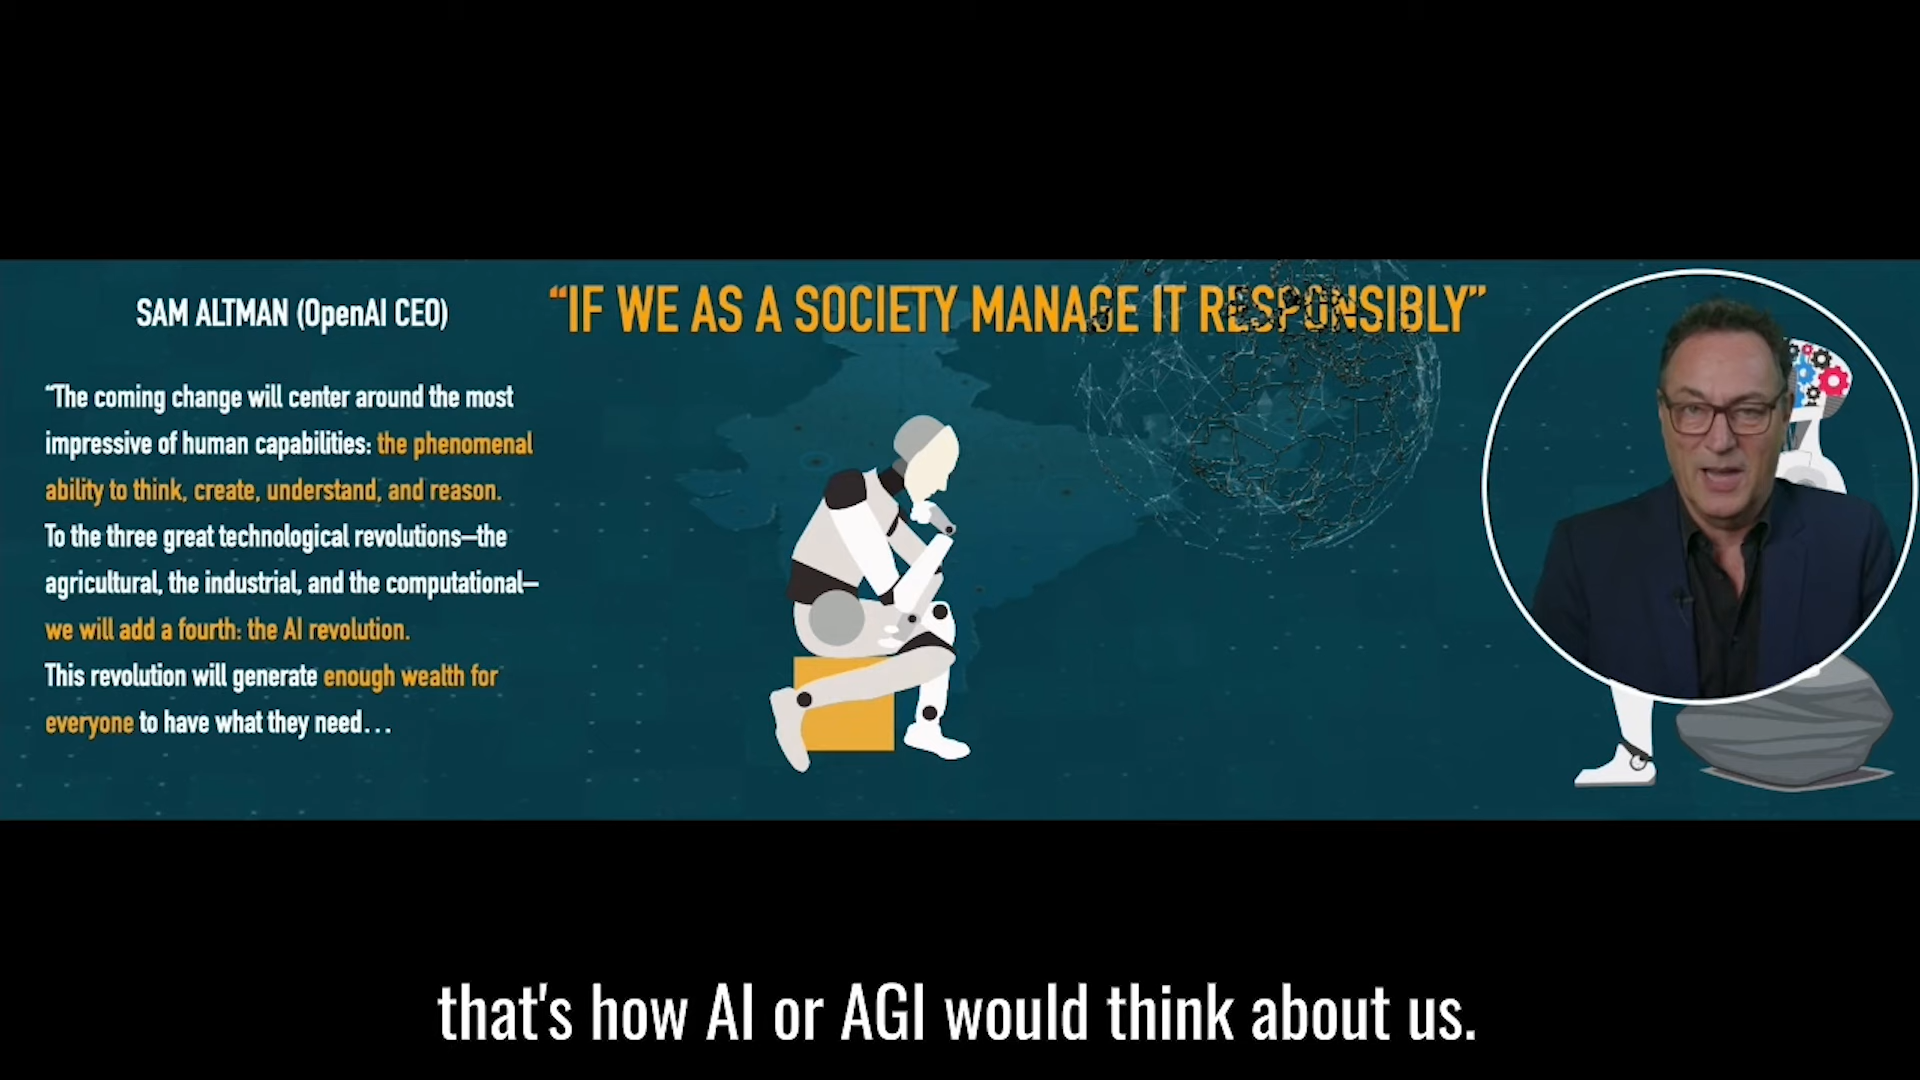 SAM ALTMAN (OpenAI CEO)
“IF WE AS A SOCIETY MANAGE IT RESPONSIBLY”
“The coming change will center around the most
impressive of human capabilities: the phenomenal
ability to think, create, understand, and reason.
To the three great technological revolutions—the
agricultural, the industrial, and the computational—
we will add a fourth: the AI revolution.
This revolution will generate enough wealth for
everyone to have what they need...
that's how AI or AGI would think about us.